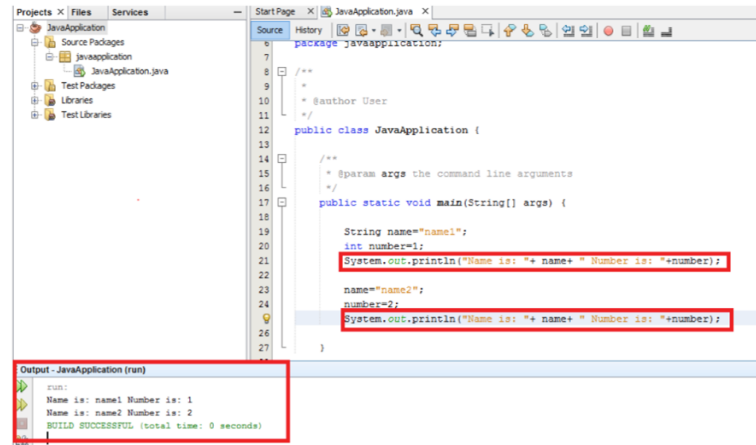 Projects × Files Services
JavaApplication
Source Packages
javaapplication
JavaApplication.java
Test Packages
Libraries
Test Libraries
Start Page × JavaApplication.java ×
Source History
6 package javaapplication;
7
8 /**
9 *
10 * @author User
11 */
12 public class JavaApplication {
13
14 /**
15 * @param args the command line arguments
16 */
17 public static void main(String[] args) {
18
19 String name="name1";
20 int number=1;
21 System.out.println("Name is: "+ name+ " Number is: "+number);
22
23 name="name2";
24 number=2;
System.out.println("Name is: "+ name+ " Number is: "+number);
26
27 }
Output - JavaApplication (run)
run:
Name is: name1 Number is: 1
Name is: name2 Number is: 2
BUILD SUCCESSFUL (total time: 0 seconds)